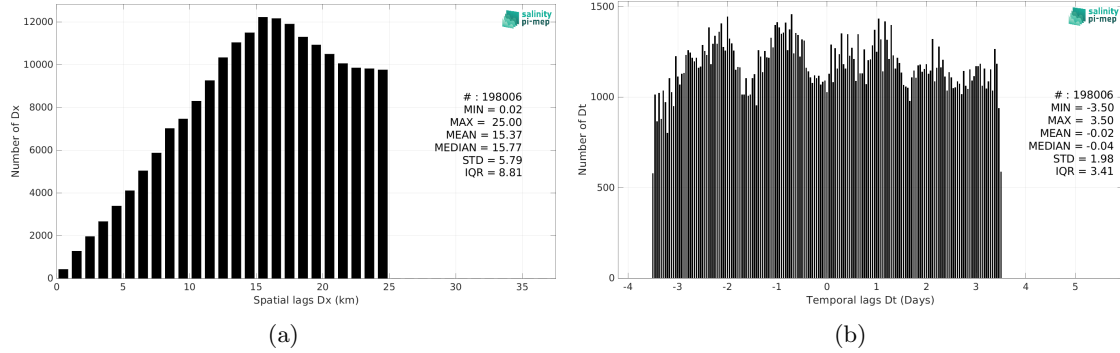 salinity
pi-mep
12000
10000
8000
6000
4000
2000
0
Number of Dx
# : 198006
MIN = 0.02
MAX = 25.00
MEAN = 15.37
MEDIAN = 15.77
STD = 5.79
IQR = 8.81
0 5 10 15 20 25 30 35
Spatial lags Dx (km)
(a)
salinity
pi-mep
1500
1000
500
0
Number of Dt
# : 198006
MIN = -3.50
MAX = 3.50
MEAN = -0.02
MEDIAN = -0.04
STD = 1.98
IQR = 3.41
-4 -3 -2 -1 0 1 2 3 4 5
Temporal lags Dt (Days)
(b)